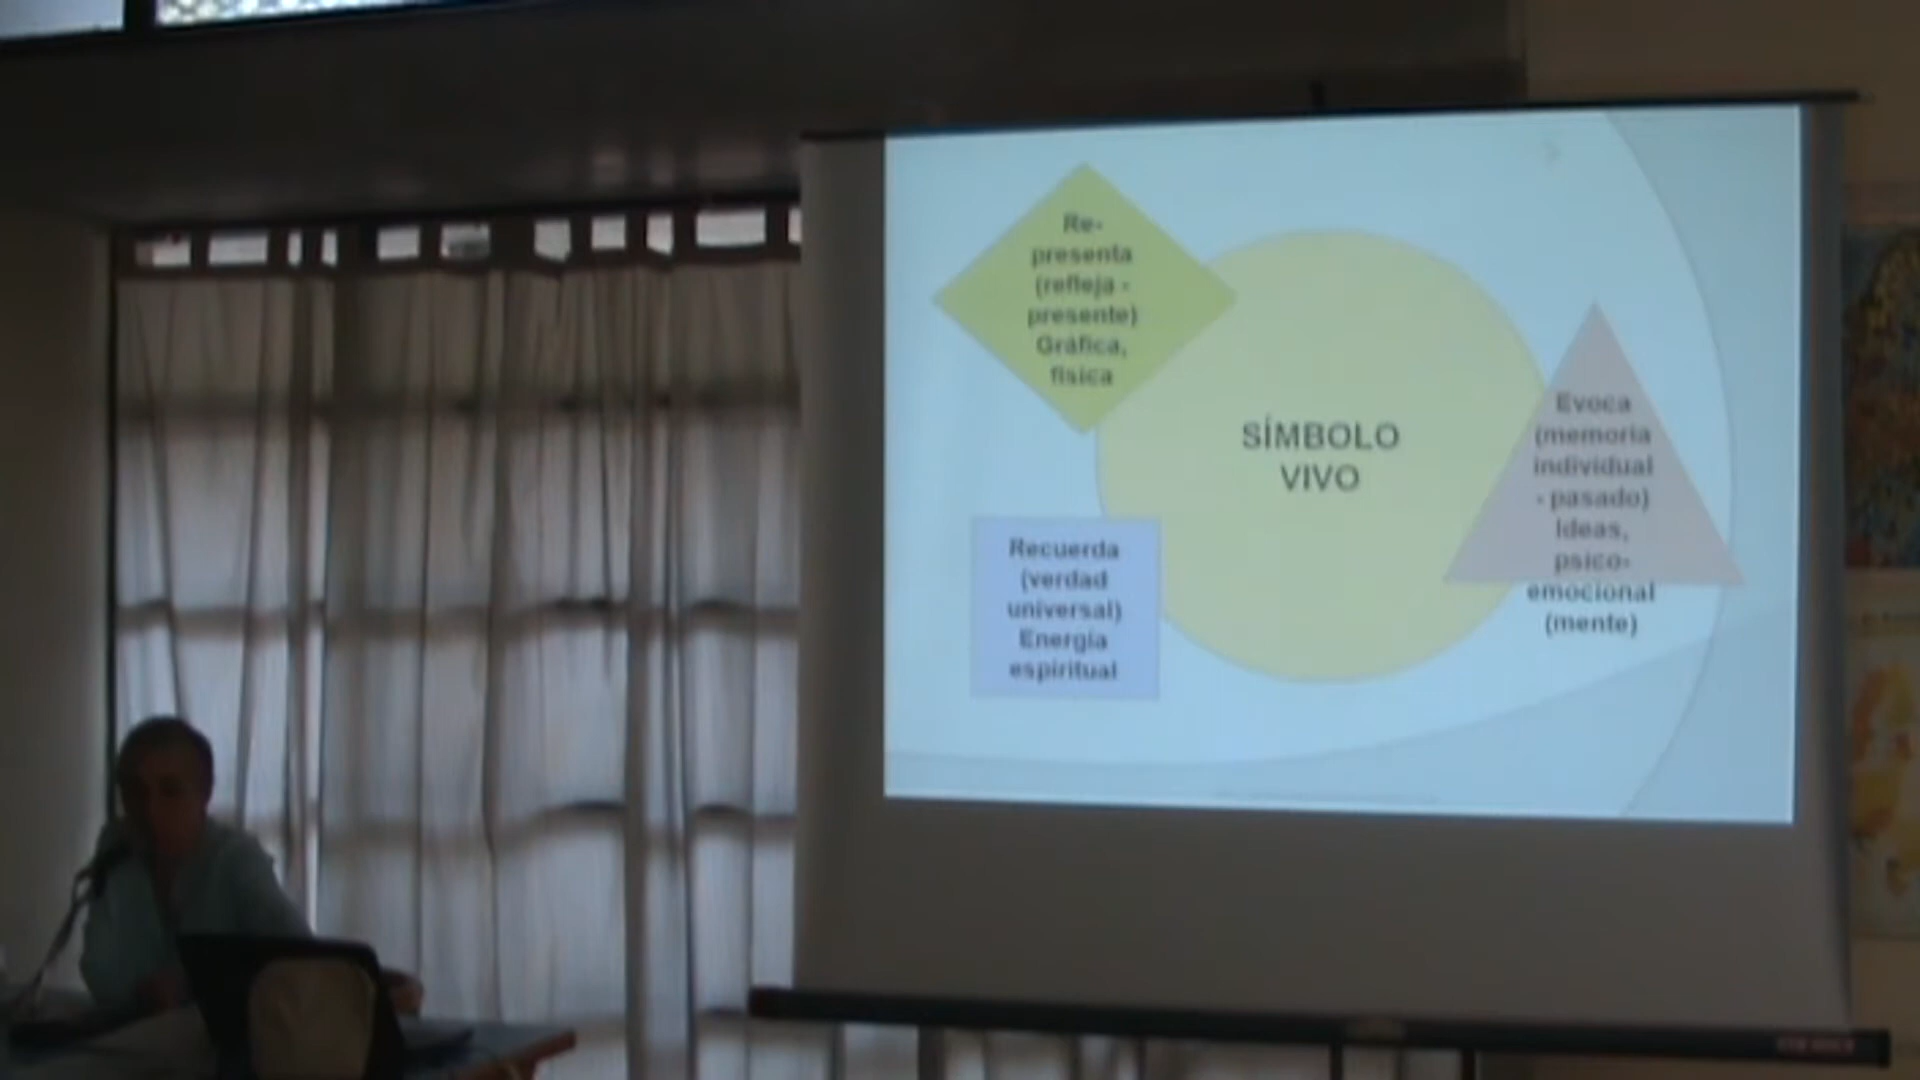 Re-
presenta
(refleja -
presente)
Gráfica,
física
SÍMBOLO
VIVO
Evoca
(memoria
individual
- pasado)
Ideas,
psico-
emocional
(mente)
Recuerda
(verdad
universal)
Energía
espiritual